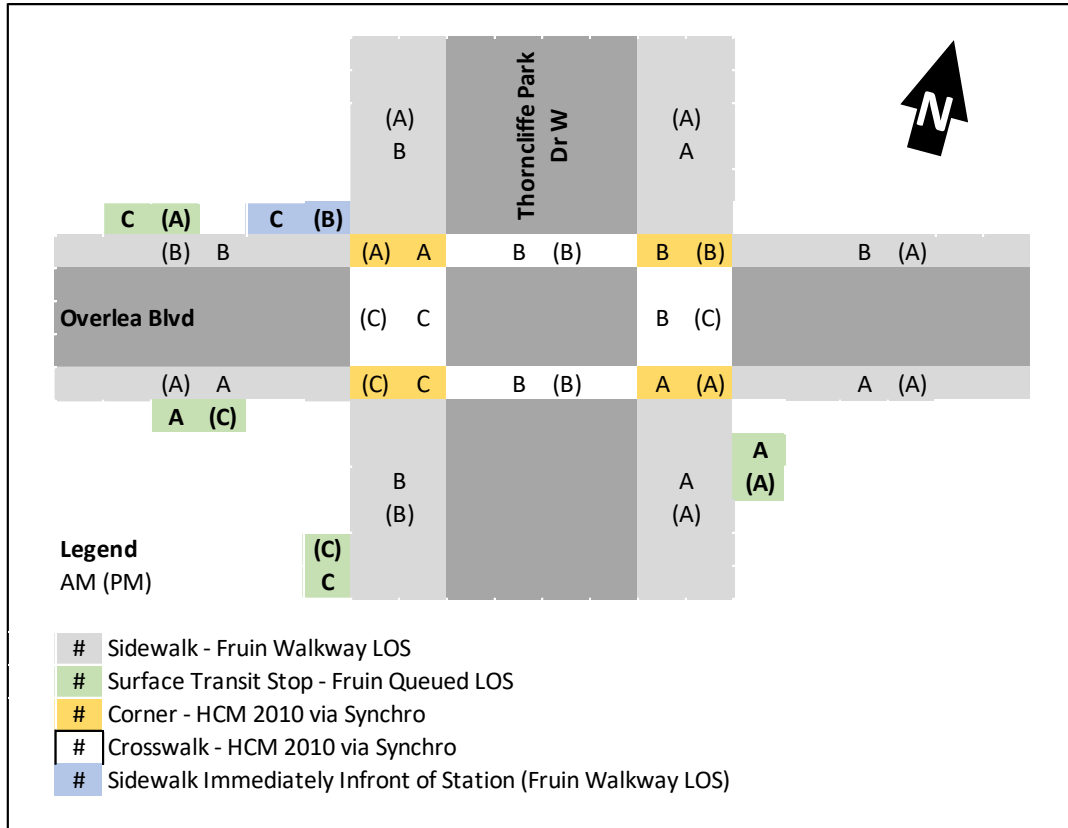 Thorncliffe Park
Dr W
N
(A)
B
(A)
A
C (A)
C (B)
(B) B
(A) A
B (B)
B (B)
B (A)
Overlea Blvd
(C) C
B (C)
(A) A
(C) C
B (B)
A (A)
A (A)
A (C)
A
(A)
B
(B)
A
(A)
(C)
C
Legend
AM (PM)
# Sidewalk - Fruin Walkway LOS
# Surface Transit Stop - Fruin Queued LOS
# Corner - HCM 2010 via Synchro
# Crosswalk - HCM 2010 via Synchro
# Sidewalk Immediately Infront of Station (Fruin Walkway LOS)